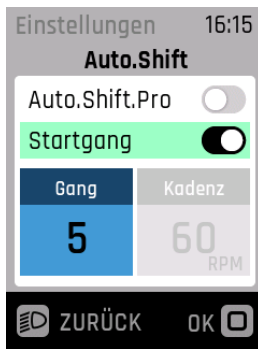 Einstellungen 16:15
Auto.Shift
Auto.Shift.Pro
Startgang
Gang Kadenz
5 60
RPM
ZURÜCK OK